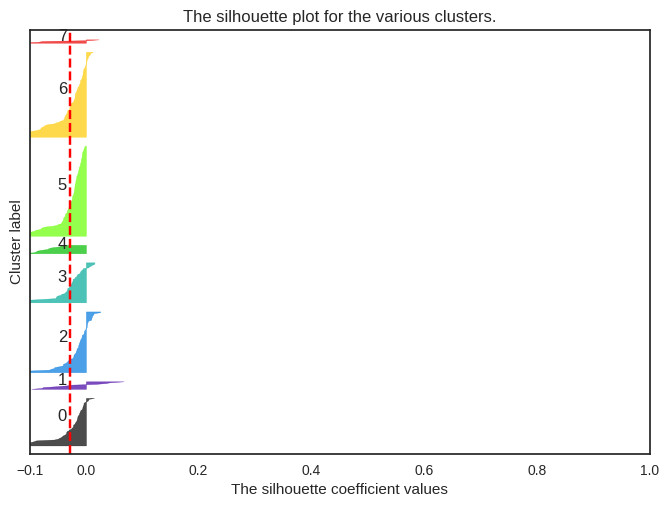 The silhouette plot for the various clusters.
7
6
5
4
3
2
1
0
Cluster label
−0.1 0.0 0.2 0.4 0.6 0.8 1.0
The silhouette coefficient values